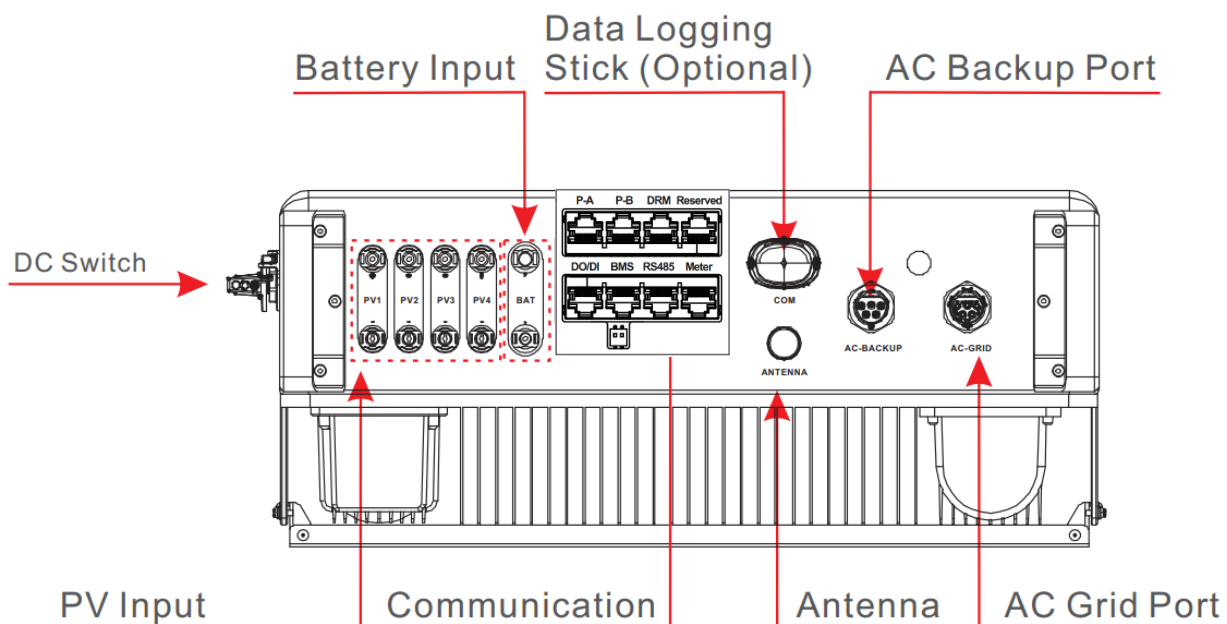 Data Logging
Stick (Optional)
Battery Input
AC Backup Port
DC Switch
P-A P-B DRM Reserved
DO/DI BMS RS485 Meter
PV1 PV2 PV3 PV4 BAT
COM
ANTENNA
AC-BACKUP
AC-GRID
PV Input
Communication
Antenna
AC Grid Port